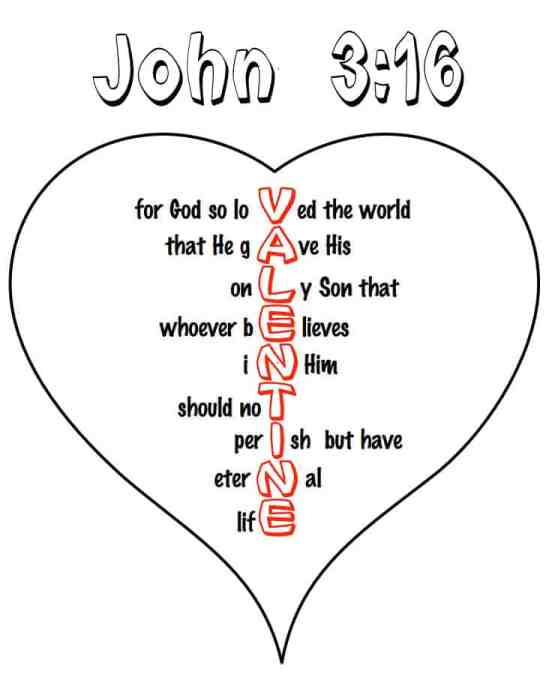 John 3:16
for God so loVed the world
that He gAve His
onLy Son that
whoever bElieves
iN Him
should noT
perIsh but have
eterNal
lifE